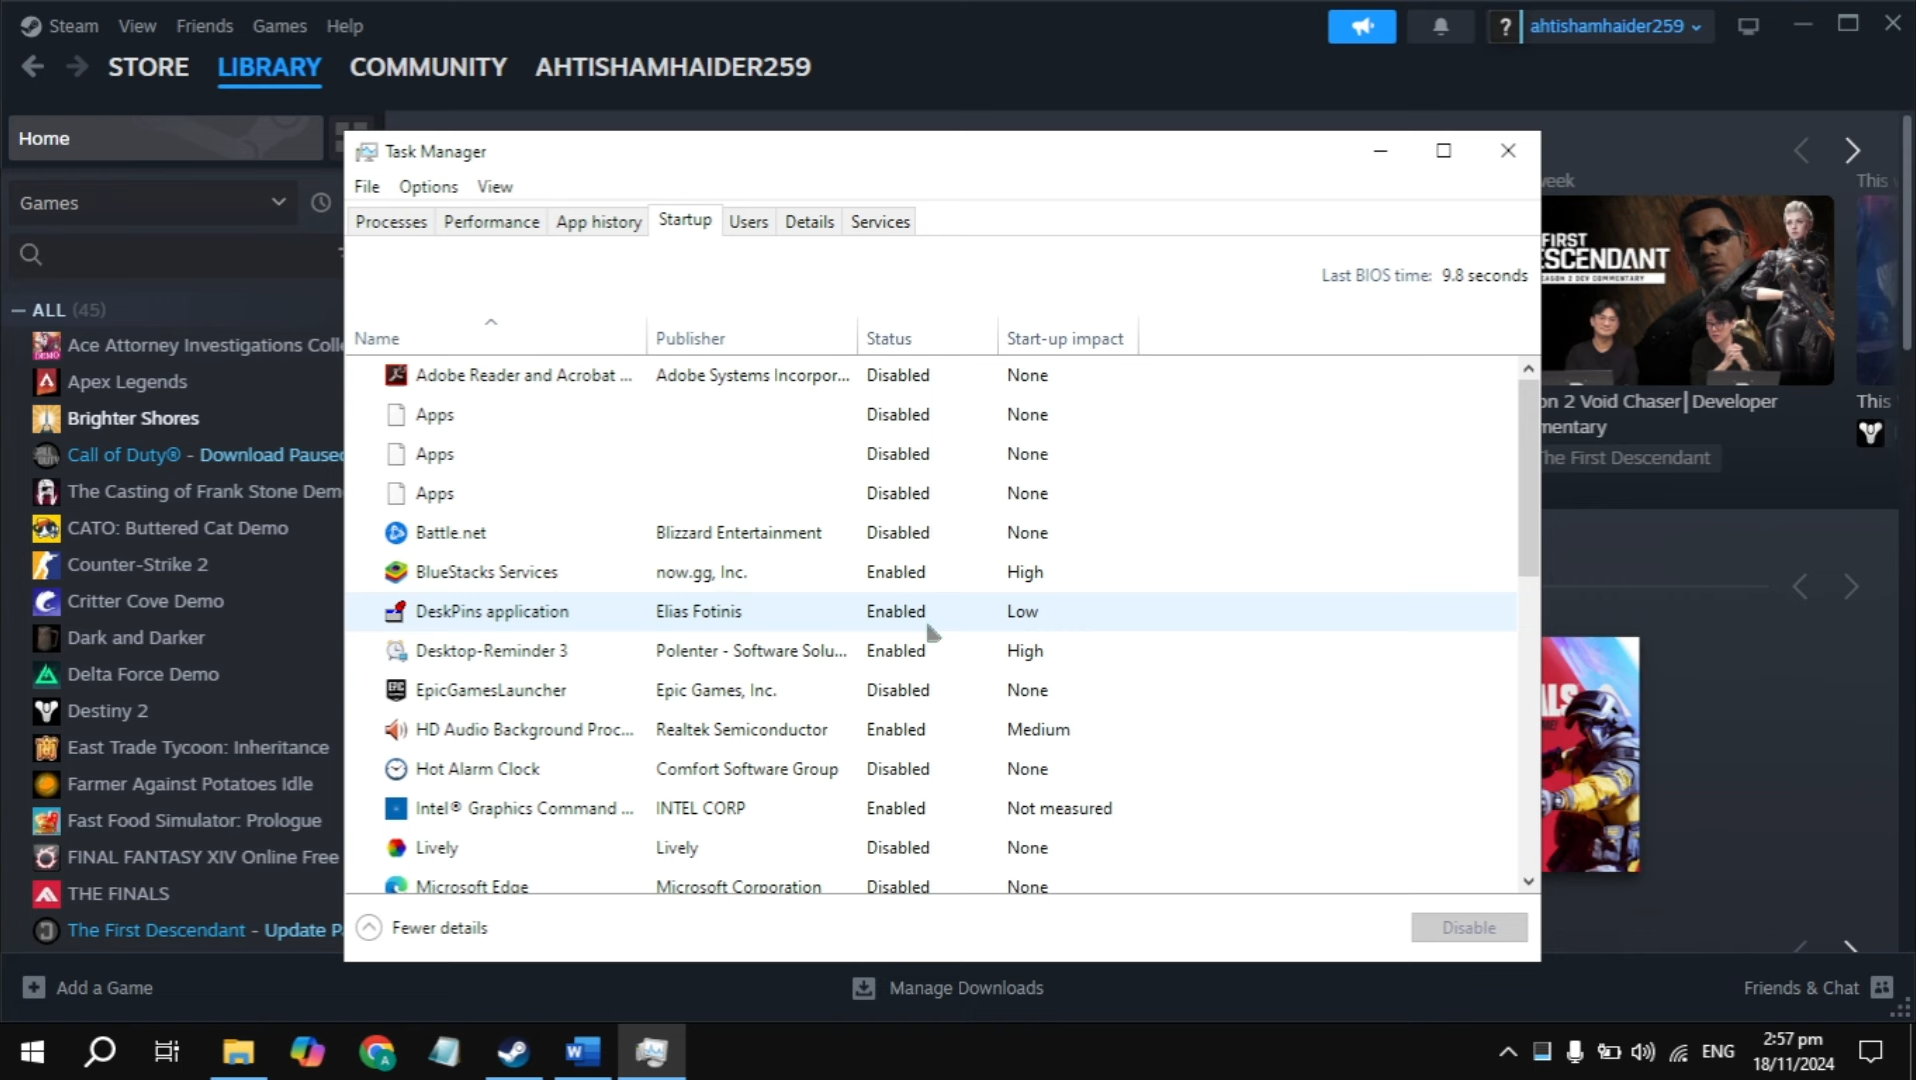 Steam View Friends Games Help
? ahtishamhaider259
STORE LIBRARY COMMUNITY AHTISHAMHAIDER259
Home
Games
ALL (45)
Ace Attorney Investigations Colle
Apex Legends
Brighter Shores
Call of Duty® - Download Paused
The Casting of Frank Stone Dem
CATO: Buttered Cat Demo
Counter-Strike 2
Critter Cove Demo
Dark and Darker
Delta Force Demo
Destiny 2
East Trade Tycoon: Inheritance
Farmer Against Potatoes Idle
Fast Food Simulator: Prologue
FINAL FANTASY XIV Online Free
THE FINALS
The First Descendant - Update P
Task Manager
File Options View
Processes Performance App history Startup Users Details Services
Last BIOS time: 9.8 seconds
Name Publisher Status Start-up impact
Adobe Reader and Acrobat ... Adobe Systems Incorpor... Disabled None
Apps Disabled None
Apps Disabled None
Apps Disabled None
Battle.net Blizzard Entertainment Disabled None
BlueStacks Services now.gg, Inc. Enabled High
DeskPins application Elias Fotinis Enabled Low
Desktop-Reminder 3 Polenter - Software Solu... Enabled High
EpicGamesLauncher Epic Games, Inc. Disabled None
HD Audio Background Proc... Realtek Semiconductor Enabled Medium
Hot Alarm Clock Comfort Software Group Disabled None
Intel® Graphics Command ... INTEL CORP Enabled Not measured
Lively Lively Disabled None
Microsoft Edge Microsoft Corporation Disabled None
Fewer details Disable
week
This
FIRST
SCENDANT
SEASON 2 DEV COMMENTARY
on 2 Void Chaser | Developer
mentary
The First Descendant
This
ALS
Add a Game
Manage Downloads
Friends & Chat
ENG
2:57 pm
18/11/2024